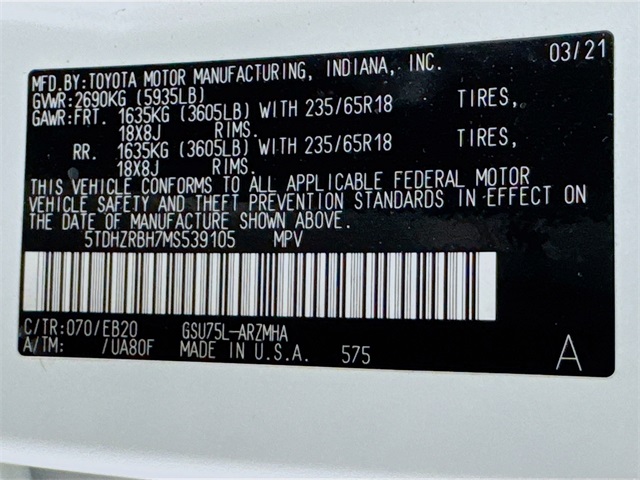 03/21
MFD.BY:TOYOTA MOTOR MANUFACTURING, INDIANA, INC.
GVWR:2690KG (5935LB)
GAWR:FRT. 1635KG (3605LB) WITH 235/65R18 TIRES,
18X8J RIMS.
RR. 1635KG (3605LB) WITH 235/65R18 TIRES,
18X8J RIMS.
THIS VEHICLE CONFORMS TO ALL APPLICABLE FEDERAL MOTOR
VEHICLE SAFETY AND THEFT PREVENTION STANDARDS IN EFFECT ON
THE DATE OF MANUFACTURE SHOWN ABOVE.
5TDHZRBH7MS539105 MPV
C/TR:070/EB20 GSU75L-ARZMHA
A/TM: /UA80F MADE IN U.S.A. 575 A